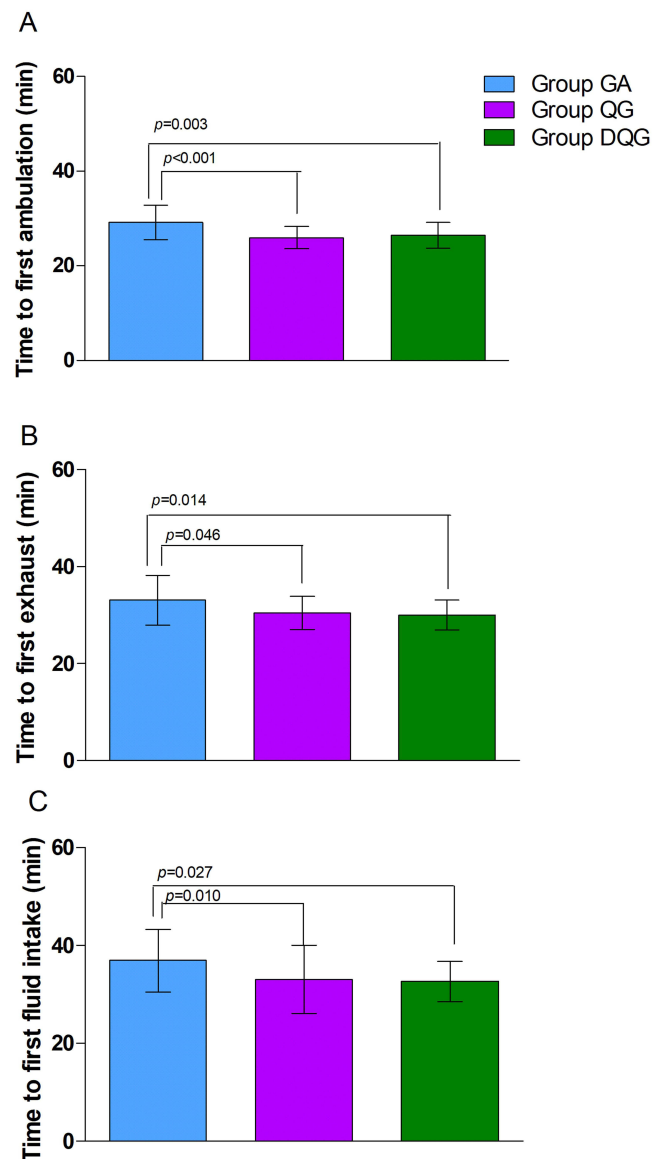 A
Time to first ambulation (min)
60
40
20
0
p=0.003
p<0.001
Group GA
Group QG
Group DQG
B
Time to first exhaust (min)
60
40
20
0
p=0.014
p=0.046
C
Time to first fluid intake (min)
60
40
20
0
p=0.027
p=0.010